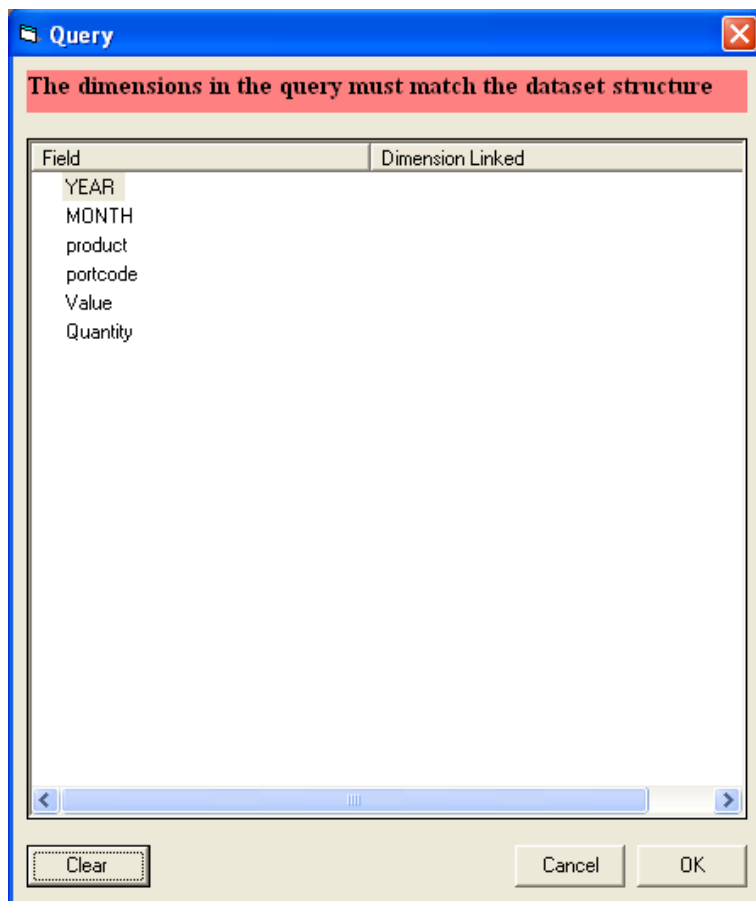 Query
The dimensions in the query must match the dataset structure
Field Dimension Linked
YEAR
MONTH
product
portcode
Value
Quantity
Clear Cancel OK